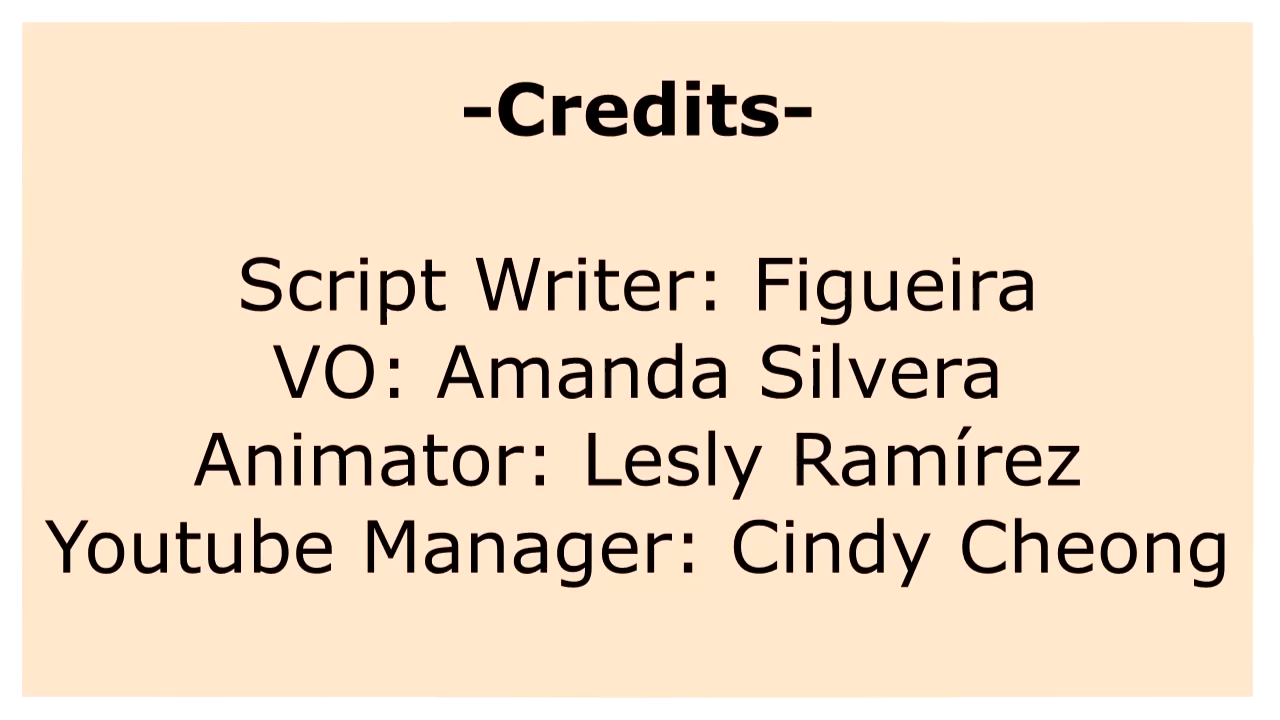 -Credits-
Script Writer: Figueira
VO: Amanda Silvera
Animator: Lesly Ramírez
Youtube Manager: Cindy Cheong